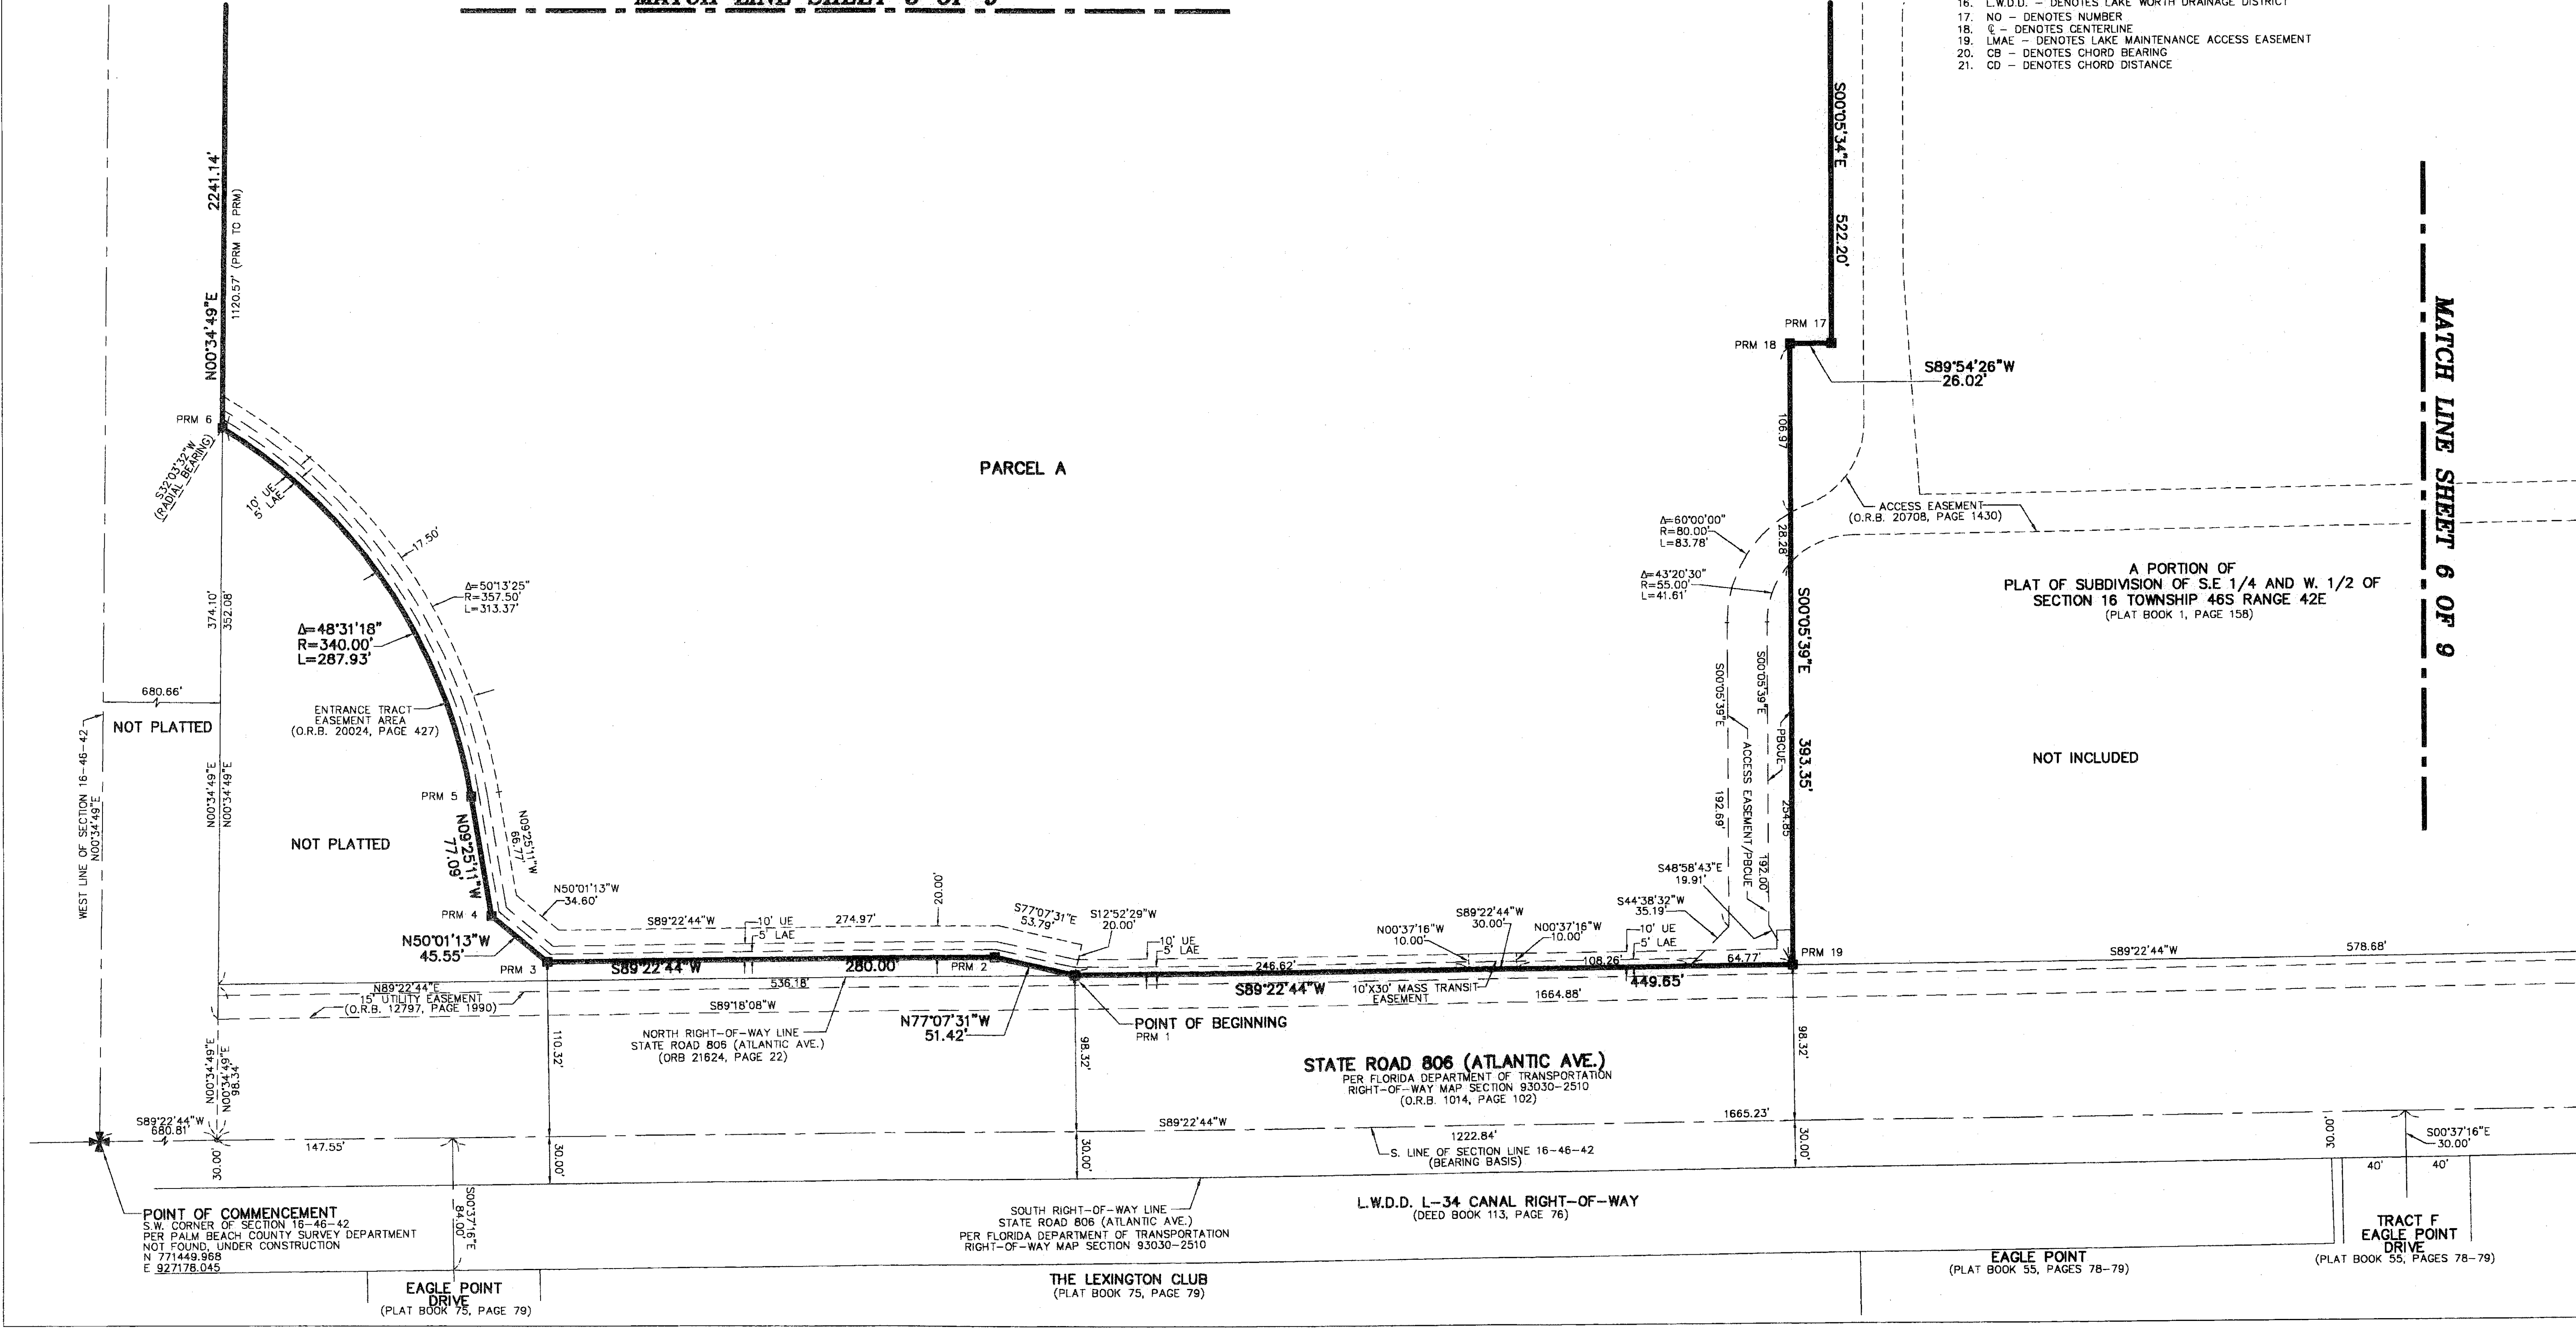 MATCH LINE SHEET
16. L.W.D.D. – DENOTES LAKE WORTH DRAINAGE DISTRICT
17. NO – DENOTES NUMBER
18. ℄ – DENOTES CENTERLINE
19. LMAE – DENOTES LAKE MAINTENANCE ACCESS EASEMENT
20. CB – DENOTES CHORD BEARING
21. CD – DENOTES CHORD DISTANCE
2241.14'
N00°34'49"E
1120.57' (PRM TO PRM)
PRM 6
S32°03'32"W
(RADIAL BEARING)
10' UE
5' LAE
17.50'
Δ=50°13'25"
R=357.50'
L=313.37'
374.10'
352.08'
Δ=48°31'18"
R=340.00'
L=287.93'
680.66'
NOT PLATTED
ENTRANCE TRACT
EASEMENT AREA
(O.R.B. 20024, PAGE 427)
WEST LINE OF SECTION 16-46-42
N00°34'49"E
N00°34'49"E
N00°34'49"E
NOT PLATTED
PRM 5
N09°25'11"W
77.09'
N09°25'11"W
66.77'
PRM 4
N50°01'13"W
45.55'
N50°01'13"W
34.60'
PRM 3
S89°22'44"W
10' UE
5' LAE
274.97'
20.00'
S77°07'31"E
53.79'
S12°52'29"W
20.00'
S89°22'44"W
280.00'
PRM 2
PARCEL A
S00°05'34"E
522.20'
PRM 17
PRM 18
S89°54'26"W
26.02'
106.97
28.28'
ACCESS EASEMENT
(O.R.B. 20708, PAGE 1430)
Δ=60°00'00"
R=80.00'
L=83.78'
Δ=43°20'30"
R=55.00'
L=41.61'
S00°05'39"E
393.35'
254.85'
S00°05'39"E
192.69'
S00°05'39"E
192.00'
PBCUE
ACCESS EASEMENT/PBCUE
A PORTION OF
PLAT OF SUBDIVISION OF S.E 1/4 AND W. 1/2 OF
SECTION 16 TOWNSHIP 46S RANGE 42E
(PLAT BOOK 1, PAGE 158)
NOT INCLUDED
MATCH LINE SHEET 6 OF 9
S48°58'43"E
19.91'
S44°38'32"W
35.19'
N00°37'16"W
10.00'
S89°22'44"W
30.00'
N00°37'16"W
10.00'
10' UE
5' LAE
10' UE
5' LAE
246.62'
108.26'
64.77'
PRM 19
S89°22'44"W
578.68'
S89°22'44"W
449.65'
10'X30' MASS TRANSIT
EASEMENT
1664.88'
N89°22'44"E
536.18'
15' UTILITY EASEMENT
(O.R.B. 12797, PAGE 1990)
S89°18'08"W
NORTH RIGHT-OF-WAY LINE
STATE ROAD 806 (ATLANTIC AVE.)
(ORB 21624, PAGE 22)
N77°07'31"W
51.42'
POINT OF BEGINNING
PRM 1
110.32'
98.32'
98.32'
N00°34'49"E
N00°34'49"E
98.34'
STATE ROAD 806 (ATLANTIC AVE.)
PER FLORIDA DEPARTMENT OF TRANSPORTATION
RIGHT-OF-WAY MAP SECTION 93030-2510
(O.R.B. 1014, PAGE 102)
S89°22'44"W
680.81'
147.55'
S89°22'44"W
1222.84'
1665.23'
S. LINE OF SECTION LINE 16-46-42
(BEARING BASIS)
30.00'
30.00'
30.00'
30.00'
30.00'
S00°37'16"E
30.00'
40'
40'
S00°37'16"E
84.00'
POINT OF COMMENCEMENT
S.W. CORNER OF SECTION 16-46-42
PER PALM BEACH COUNTY SURVEY DEPARTMENT
NOT FOUND, UNDER CONSTRUCTION
N 771449.968
E 927178.045
SOUTH RIGHT-OF-WAY LINE
STATE ROAD 806 (ATLANTIC AVE.)
PER FLORIDA DEPARTMENT OF TRANSPORTATION
RIGHT-OF-WAY MAP SECTION 93030-2510
L.W.D.D. L-34 CANAL RIGHT-OF-WAY
(DEED BOOK 113, PAGE 76)
EAGLE POINT
DRIVE
(PLAT BOOK 75, PAGE 79)
THE LEXINGTON CLUB
(PLAT BOOK 75, PAGE 79)
EAGLE POINT
(PLAT BOOK 55, PAGES 78-79)
TRACT F
EAGLE POINT
DRIVE
(PLAT BOOK 55, PAGES 78-79)